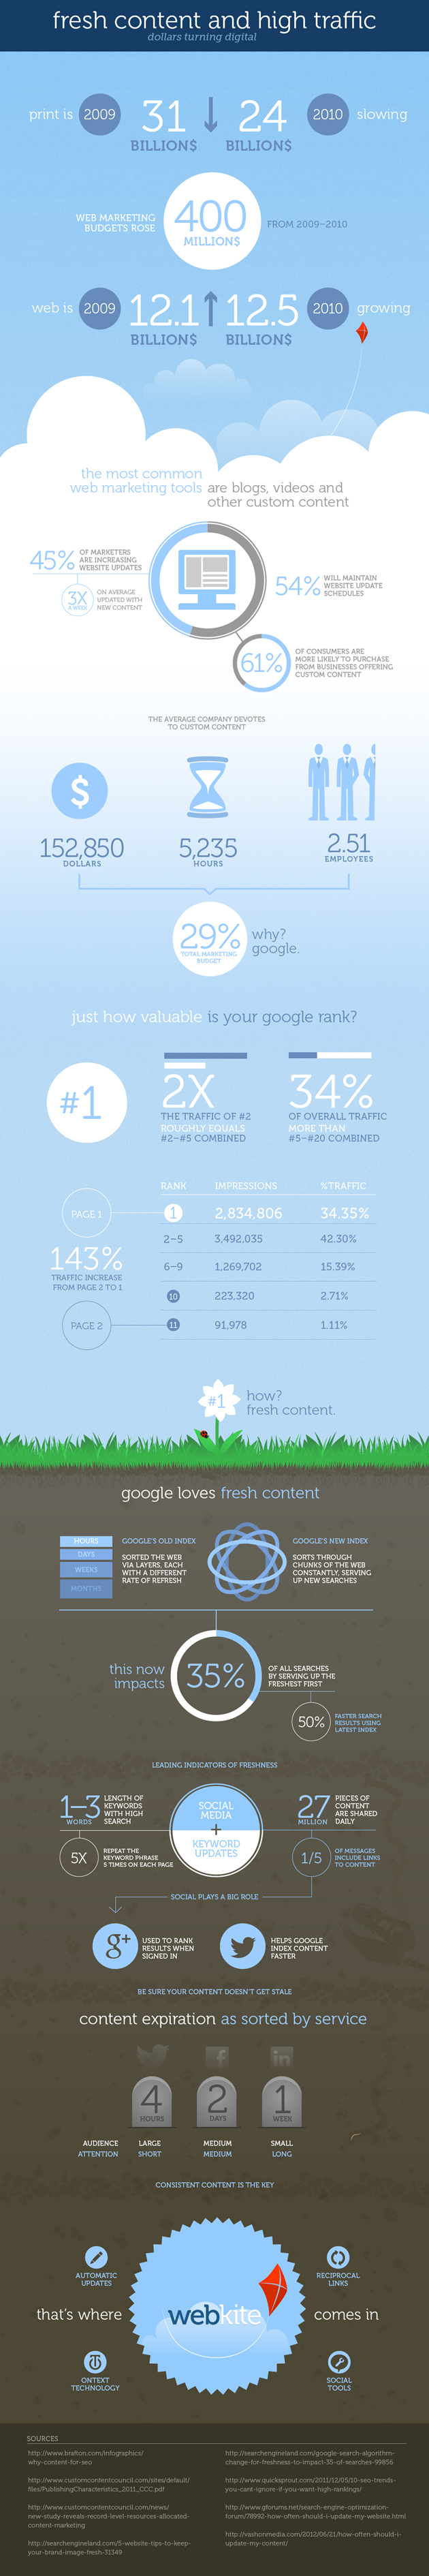 fresh content and high traffic
dollars turning digital
print is 2009 31 24 2010 slowing
BILLION$ BILLION$
WEB MARKETING
BUDGETS ROSE
400
MILLION$
FROM 2009–2010
web is 2009 12.1 12.5 2010 growing
BILLION$ BILLION$
the most common
web marketing tools are blogs, videos and
other custom content
45% OF MARKETERS
ARE INCREASING
WEBSITE UPDATES
3X
A WEEK
ON AVERAGE
UPDATED WITH
NEW CONTENT
54% WILL MAINTAIN
WEBSITE UPDATE
SCHEDULES
61% OF CONSUMERS ARE
MORE LIKELY TO PURCHASE
FROM BUSINESSES OFFERING
CUSTOM CONTENT
THE AVERAGE COMPANY DEVOTES
TO CUSTOM CONTENT
$
152,850
DOLLARS
5,235
HOURS
2.51
EMPLOYEES
29%
TOTAL MARKETING
BUDGET
why?
google.
just how valuable is your google rank?
#1
2X
THE TRAFFIC OF #2
ROUGHLY EQUALS
#2–#5 COMBINED
34%
OF OVERALL TRAFFIC
MORE THAN
#5–#20 COMBINED
RANK IMPRESSIONS %TRAFFIC
PAGE 1
1 2,834,806 34.35%
2–5 3,492,035 42.30%
143%
TRAFFIC INCREASE
FROM PAGE 2 TO 1
6–9 1,269,702 15.39%
10 223,320 2.71%
PAGE 2
11 91,978 1.11%
#1
how?
fresh content.
google loves fresh content
HOURS
DAYS
WEEKS
MONTHS
GOOGLE'S OLD INDEX
SORTED THE WEB
VIA LAYERS, EACH
WITH A DIFFERENT
RATE OF REFRESH
GOOGLE'S NEW INDEX
SORTS THROUGH
CHUNKS OF THE WEB
CONSTANTLY, SERVING
UP NEW SEARCHES
this now
impacts
35%
OF ALL SEARCHES
BY SERVING UP THE
FRESHEST FIRST
50%
FASTER SEARCH
RESULTS USING
LATEST INDEX
LEADING INDICATORS OF FRESHNESS
1–3
WORDS
LENGTH OF
KEYWORDS
WITH HIGH
SEARCH
5X
REPEAT THE
KEYWORD PHRASE
5 TIMES ON EACH PAGE
SOCIAL
MEDIA
+
KEYWORD
UPDATES
27
MILLION
PIECES OF
CONTENT
ARE SHARED
DAILY
1/5
OF MESSAGES
INCLUDE LINKS
TO CONTENT
SOCIAL PLAYS A BIG ROLE
g+
USED TO RANK
RESULTS WHEN
SIGNED IN
HELPS GOOGLE
INDEX CONTENT
FASTER
BE SURE YOUR CONTENT DOESN'T GET STALE
content expiration as sorted by service
f
in
4
HOURS
2
DAYS
1
WEEK
AUDIENCE LARGE MEDIUM SMALL
ATTENTION SHORT MEDIUM LONG
CONSISTENT CONTENT IS THE KEY
AUTOMATIC
UPDATES
RECIPROCAL
LINKS
that's where webkite comes in
ONTEXT
TECHNOLOGY
SOCIAL
TOOLS
SOURCES
http://www.brafton.com/infographics/
why-content-for-seo
http://www.customcontentcouncil.com/sites/default/
files/PublishingCharacteristics_2011_CCC.pdf
http://www.customcontentcouncil.com/news/
new-study-reveals-record-level-resources-allocated-
content-marketing
http://searchengineland.com/5-website-tips-to-keep-
your-brand-image-fresh-31349
http://searchengineland.com/google-search-algorithm-
change-for-freshness-to-impact-35-of-searches-99856
http://www.quicksprout.com/2011/12/05/10-seo-trends-
you-cant-ignore-if-you-want-high-rankings/
http://www.gforums.net/search-engine-optimization-
forum/78992-how-often-should-i-update-my-website.html
http://vashonmedia.com/2012/06/21/how-often-should-i-
update-my-content/